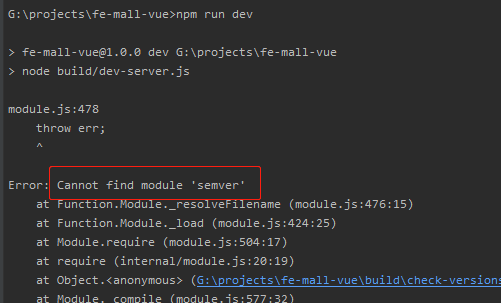 G:\projects\fe-mall-vue>npm run dev
> fe-mall-vue@1.0.0 dev G:\projects\fe-mall-vue
> node build/dev-server.js
module.js:478
    throw err;
    ^
Error: Cannot find module 'semver'
    at Function.Module._resolveFilename (module.js:476:15)
    at Function.Module._load (module.js:424:25)
    at Module.require (module.js:504:17)
    at require (internal/module.js:20:19)
    at Object.<anonymous> (G:\projects\fe-mall-vue\build\check-versions
    at Module._compile (module.js:577:32)